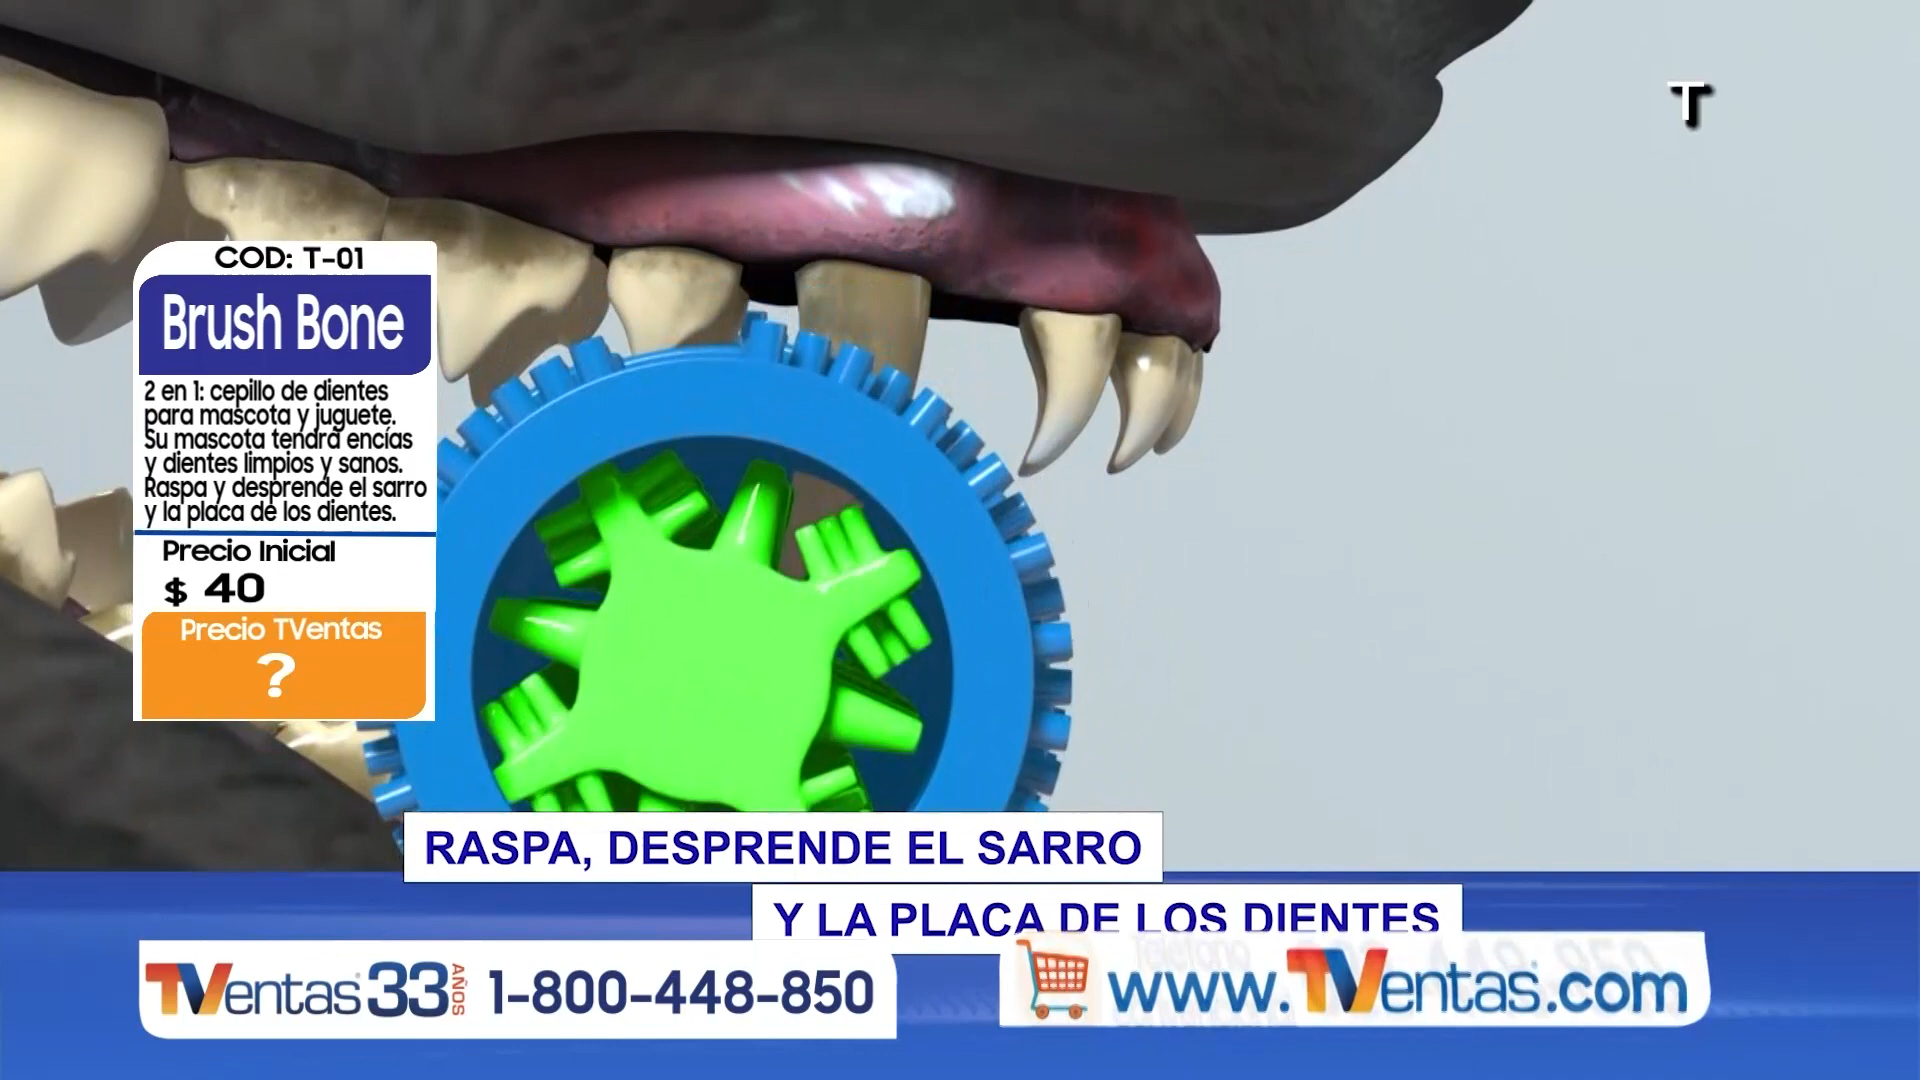 T
COD: T-01
Brush Bone
2 en 1: cepillo de dientes
para mascota y juguete.
Su mascota tendrá encías
y dientes limpios y sanos.
Raspa y desprende el sarro
y la placa de los dientes.
Precio Inicial
$ 40
Precio TVentas
?
RASPA, DESPRENDE EL SARRO
Y LA PLACA DE LOS DIENTES
TVentas 33 AÑOS 1-800-448-850
www.TVentas.com